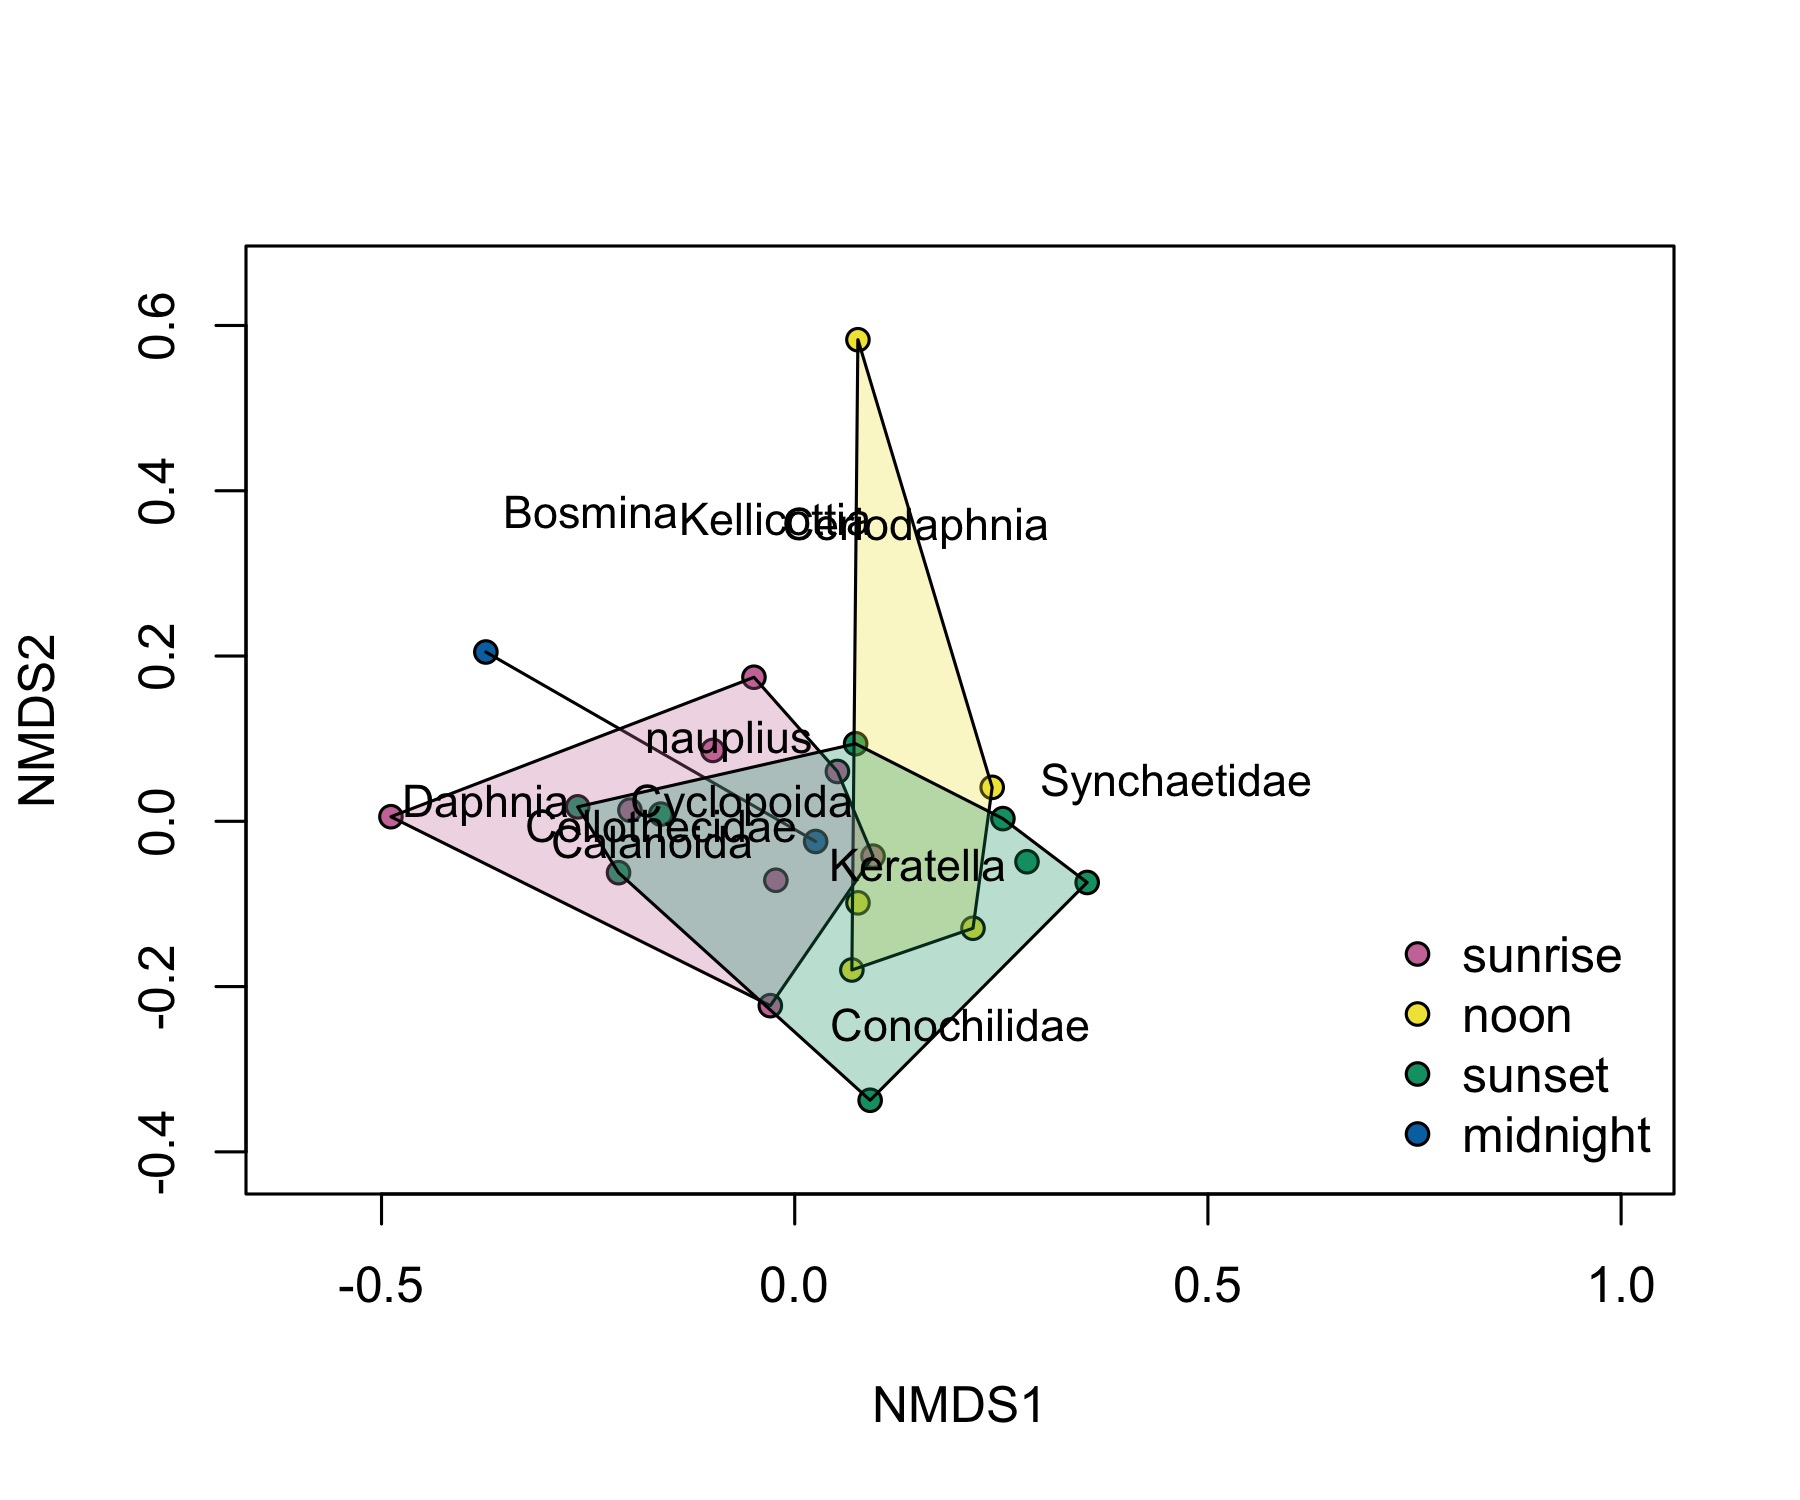 0.6
0.4
0.2
0.0
-0.2
-0.4
NMDS2
Bosmina
Kellicottia
Ceriodaphnia
nauplius
Synchaetidae
Daphnia
Cyclopoida
Collothecidae
Calanoida
Keratella
Conochilidae
sunrise
noon
sunset
midnight
-0.5 0.0 0.5 1.0
NMDS1